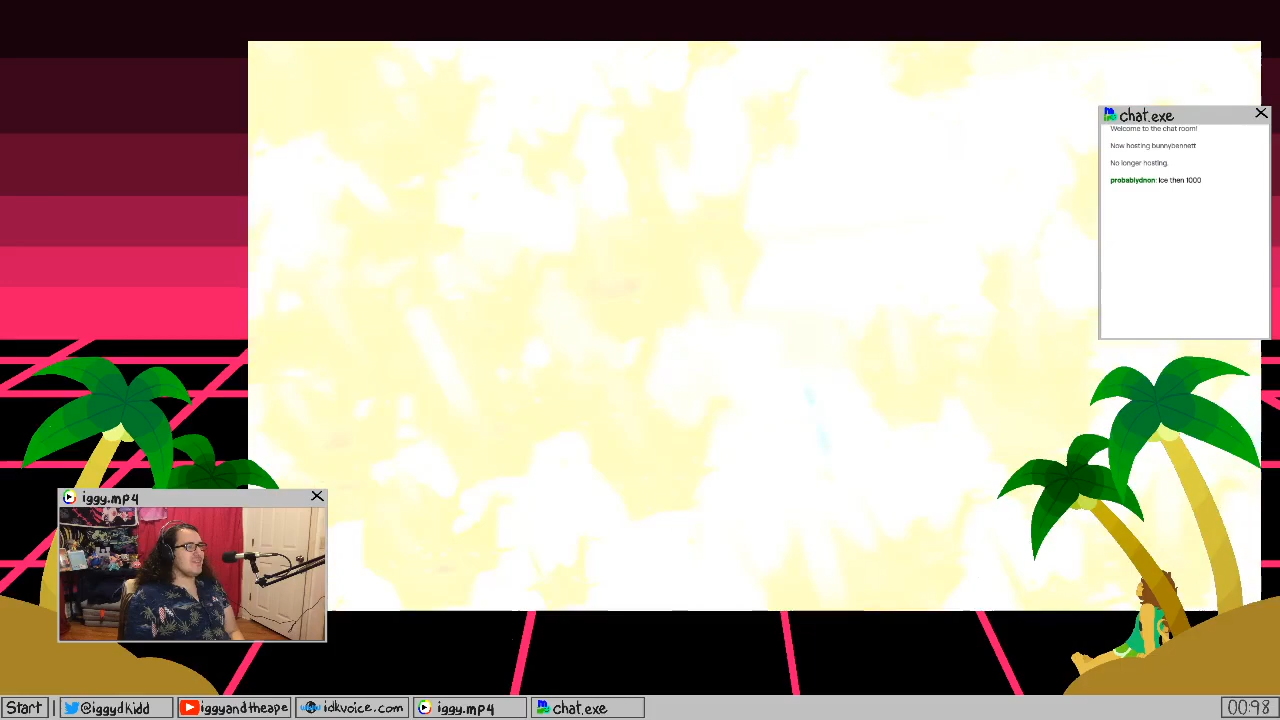 chat.exe
Welcome to the chat room!
Now hosting bunnybennett
No longer hosting.
probablydnon: Ice then 1000
iggy.mp4
Start | @iggydkidd iggyandtheape idkvoice.com iggy.mp4 chat.exe 00:98